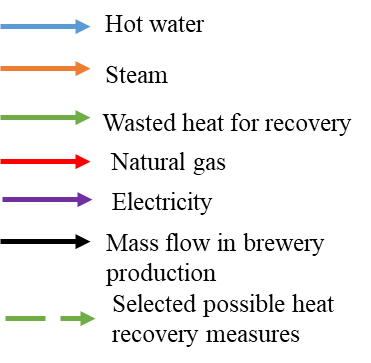 Hot water
Steam
Wasted heat for recovery
Natural gas
Electricity
Mass flow in brewery
production
Selected possible heat
recovery measures